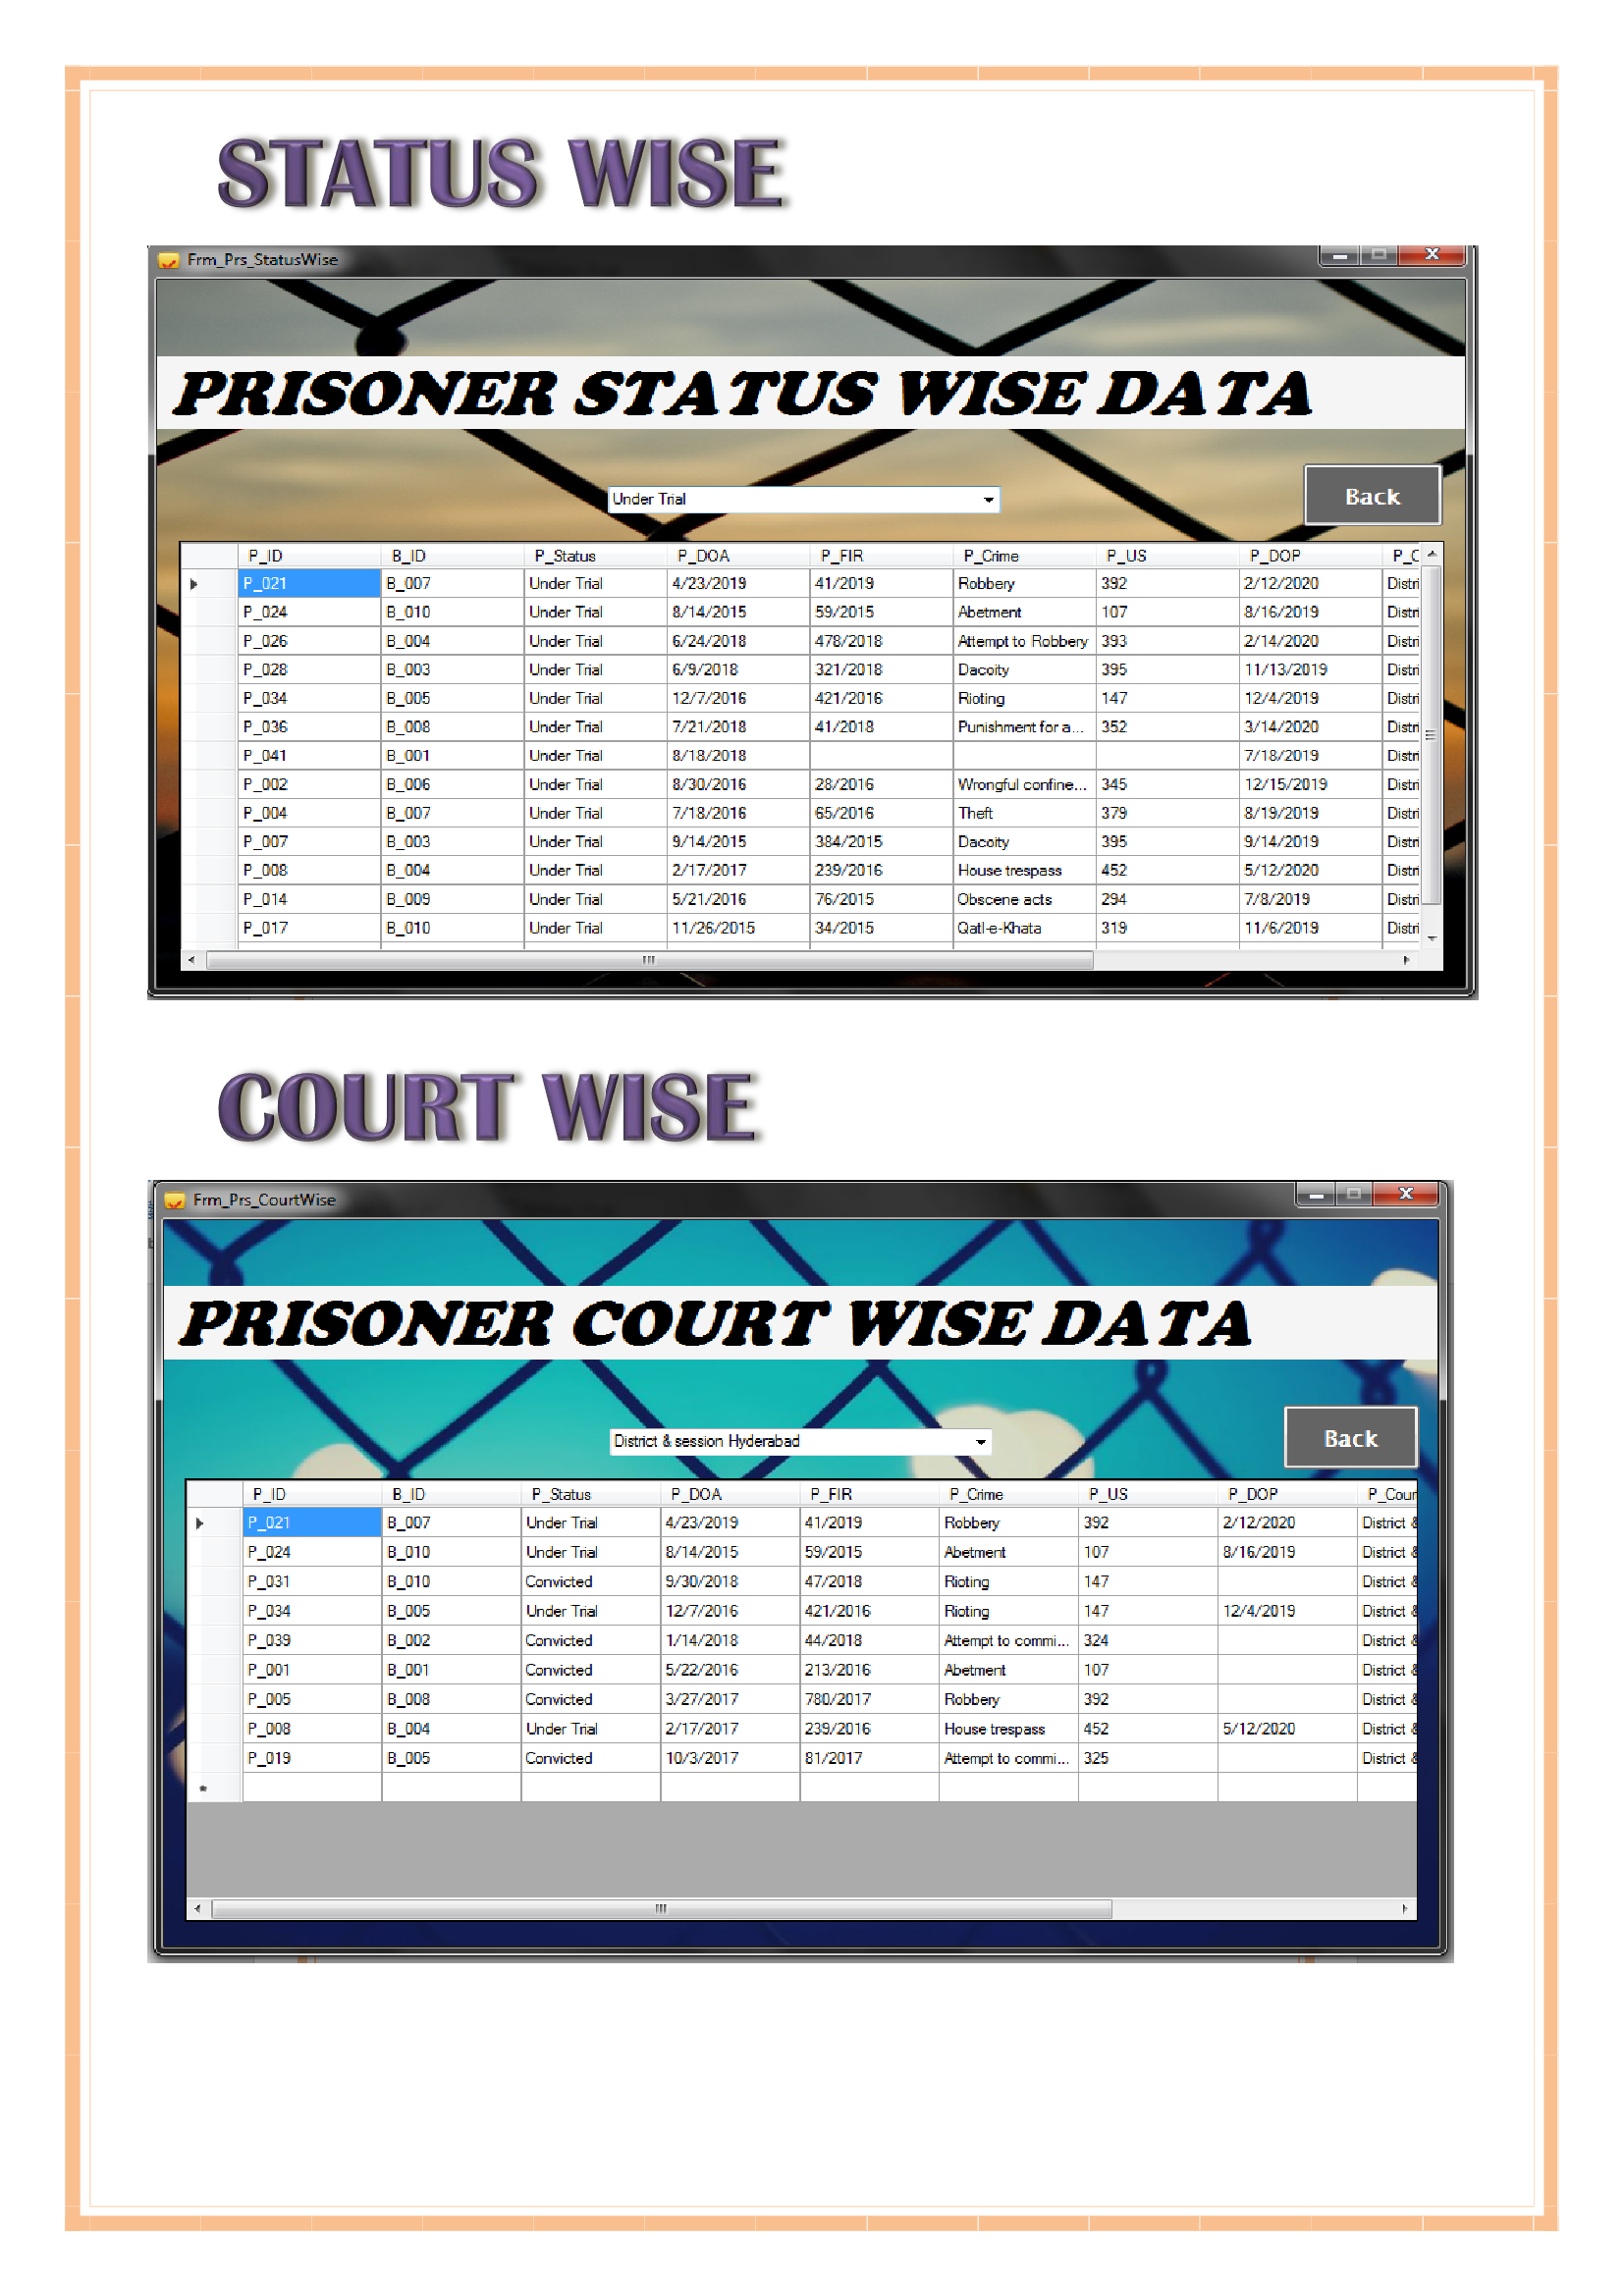 STATUS WISE
Frm_Prs_StatusWise
PRISONER STATUS WISE DATA
Under Trial
Back
P_ID B_ID P_Status P_DOA P_FIR P_Crime P_US P_DOP P_C
P_021 B_007 Under Trial 4/23/2019 41/2019 Robbery 392 2/12/2020 Distri
P_024 B_010 Under Trial 8/14/2015 59/2015 Abetment 107 8/16/2019 Distri
P_026 B_004 Under Trial 6/24/2018 478/2018 Attempt to Robbery 393 2/14/2020 Distri
P_028 B_003 Under Trial 6/9/2018 321/2018 Dacoity 395 11/13/2019 Distri
P_034 B_005 Under Trial 12/7/2016 421/2016 Rioting 147 12/4/2019 Distri
P_036 B_008 Under Trial 7/21/2018 41/2018 Punishment for a... 352 3/14/2020 Distri
P_041 B_001 Under Trial 8/18/2018 7/18/2019 Distri
P_002 B_006 Under Trial 8/30/2016 28/2016 Wrongful confine... 345 12/15/2019 Distri
P_004 B_007 Under Trial 7/18/2016 65/2016 Theft 379 8/19/2019 Distri
P_007 B_003 Under Trial 9/14/2015 384/2015 Dacoity 395 9/14/2019 Distri
P_008 B_004 Under Trial 2/17/2017 239/2016 House trespass 452 5/12/2020 Distri
P_014 B_009 Under Trial 5/21/2016 76/2015 Obscene acts 294 7/8/2019 Distri
P_017 B_010 Under Trial 11/26/2015 34/2015 Qatl-e-Khata 319 11/6/2019 Distri
COURT WISE
Frm_Prs_CourtWise
PRISONER COURT WISE DATA
District & session Hyderabad
Back
P_ID B_ID P_Status P_DOA P_FIR P_Crime P_US P_DOP P_Cour
P_021 B_007 Under Trial 4/23/2019 41/2019 Robbery 392 2/12/2020 District &
P_024 B_010 Under Trial 8/14/2015 59/2015 Abetment 107 8/16/2019 District &
P_031 B_010 Convicted 9/30/2018 47/2018 Rioting 147 District &
P_034 B_005 Under Trial 12/7/2016 421/2016 Rioting 147 12/4/2019 District &
P_039 B_002 Convicted 1/14/2018 44/2018 Attempt to commi... 324 District &
P_001 B_001 Convicted 5/22/2016 213/2016 Abetment 107 District &
P_005 B_008 Convicted 3/27/2017 780/2017 Robbery 392 District &
P_008 B_004 Under Trial 2/17/2017 239/2016 House trespass 452 5/12/2020 District &
P_019 B_005 Convicted 10/3/2017 81/2017 Attempt to commi... 325 District &